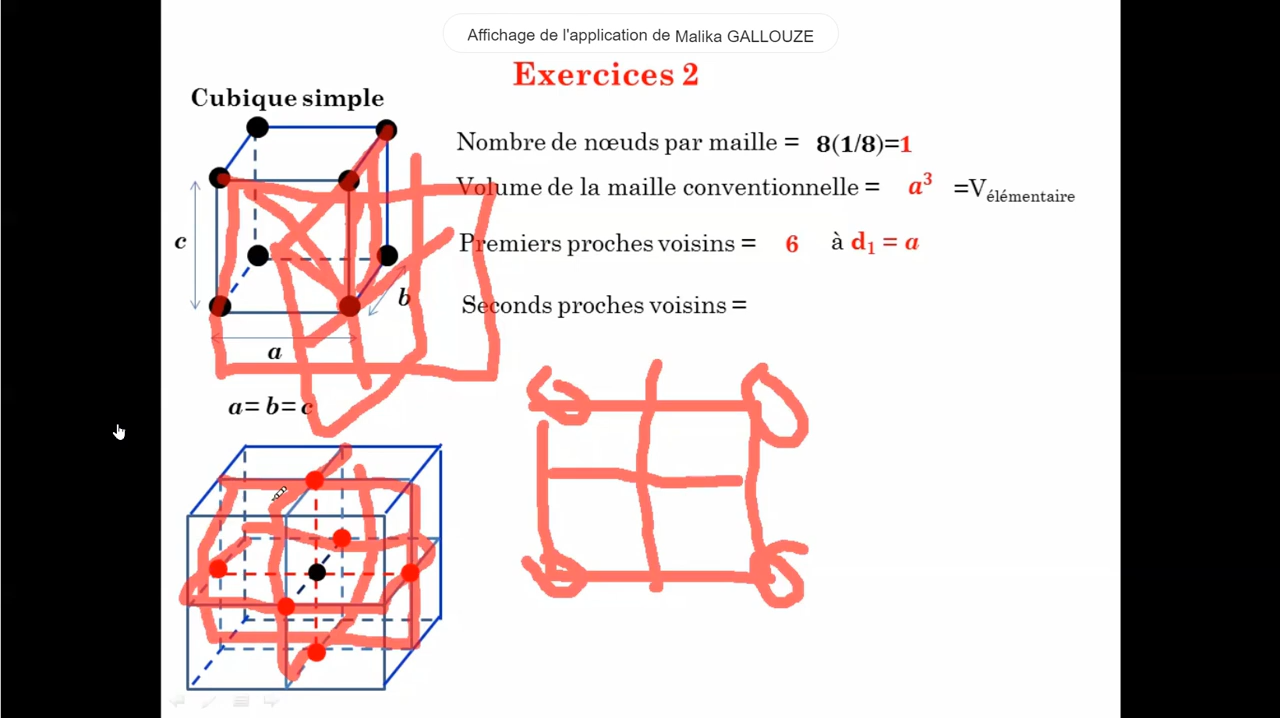 Affichage de l'application de Malika GALLOUZE
Exercices 2
Cubique simple
Nombre de nœuds par maille = 8(1/8)=1
Volume de la maille conventionnelle = a³ =Vélémentaire
c
Premiers proches voisins = 6 à d₁ = a
b
Seconds proches voisins =
a
a= b= c